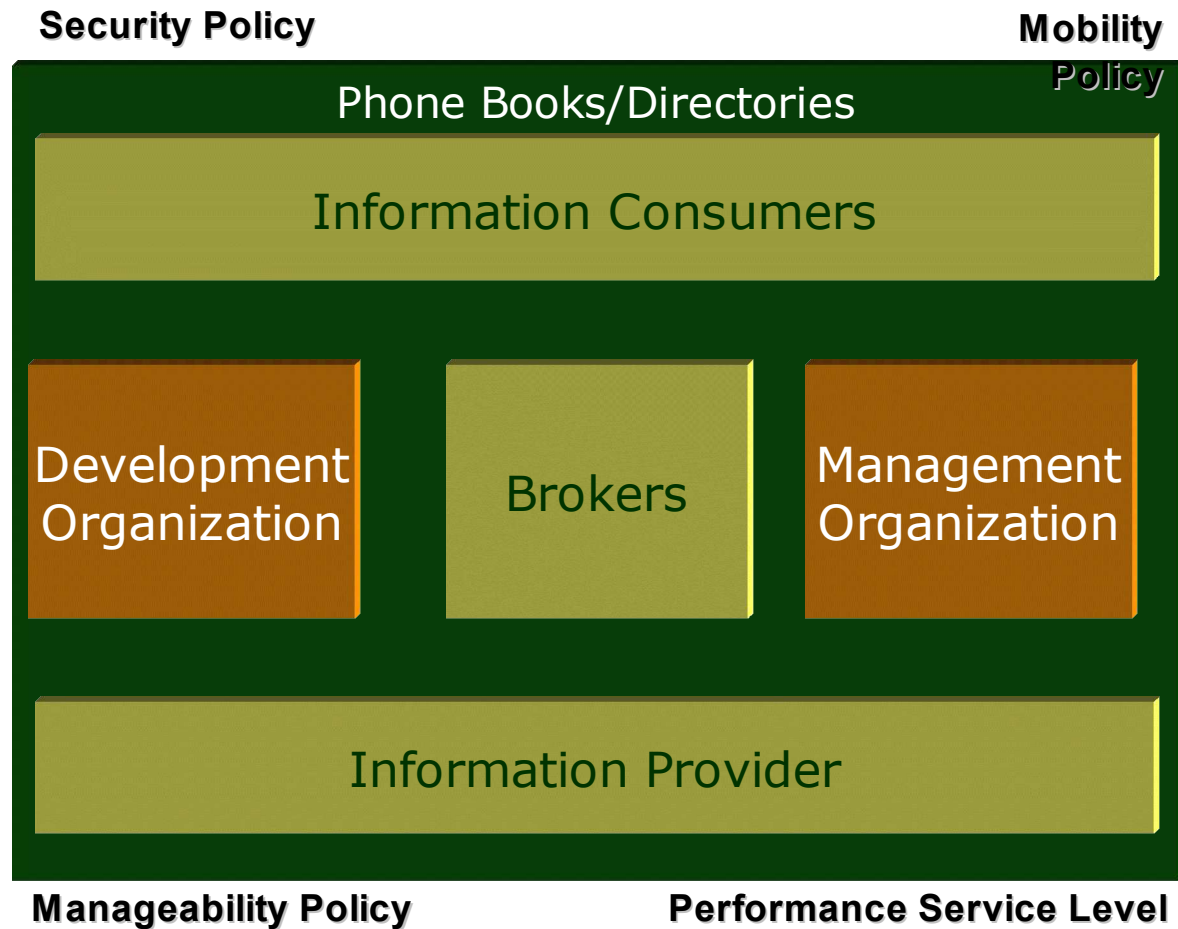 Security Policy
Mobility
Policy
Phone Books/Directories
Information Consumers
Development
Organization
Brokers
Management
Organization
Information Provider
Manageability Policy
Performance Service Level